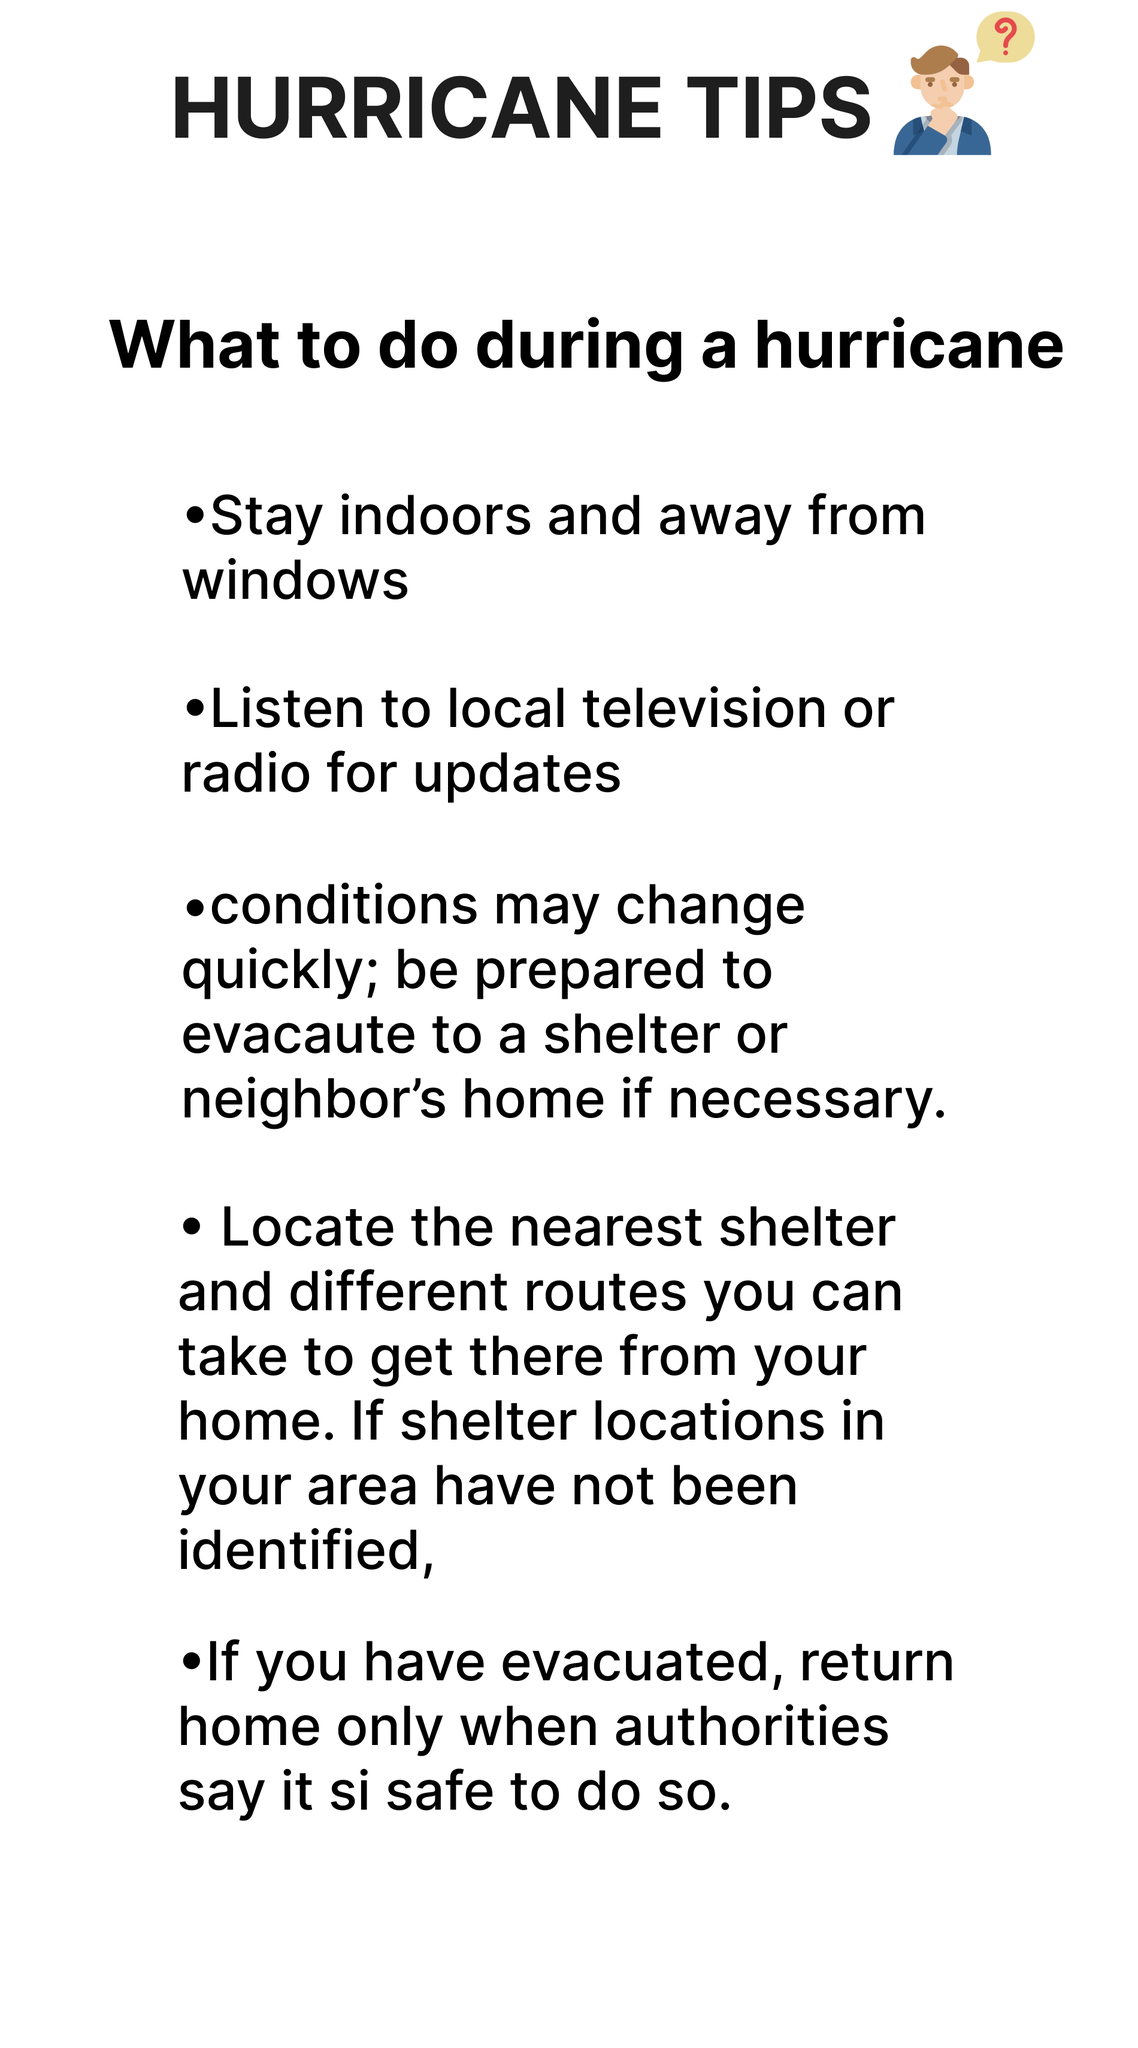 HURRICANE TIPS ?
What to do during a hurricane
•Stay indoors and away from
windows
•Listen to local television or
radio for updates
•conditions may change
quickly; be prepared to
evacaute to a shelter or
neighbor’s home if necessary.
• Locate the nearest shelter
and different routes you can
take to get there from your
home. If shelter locations in
your area have not been
identified,
•If you have evacuated, return
home only when authorities
say it si safe to do so.